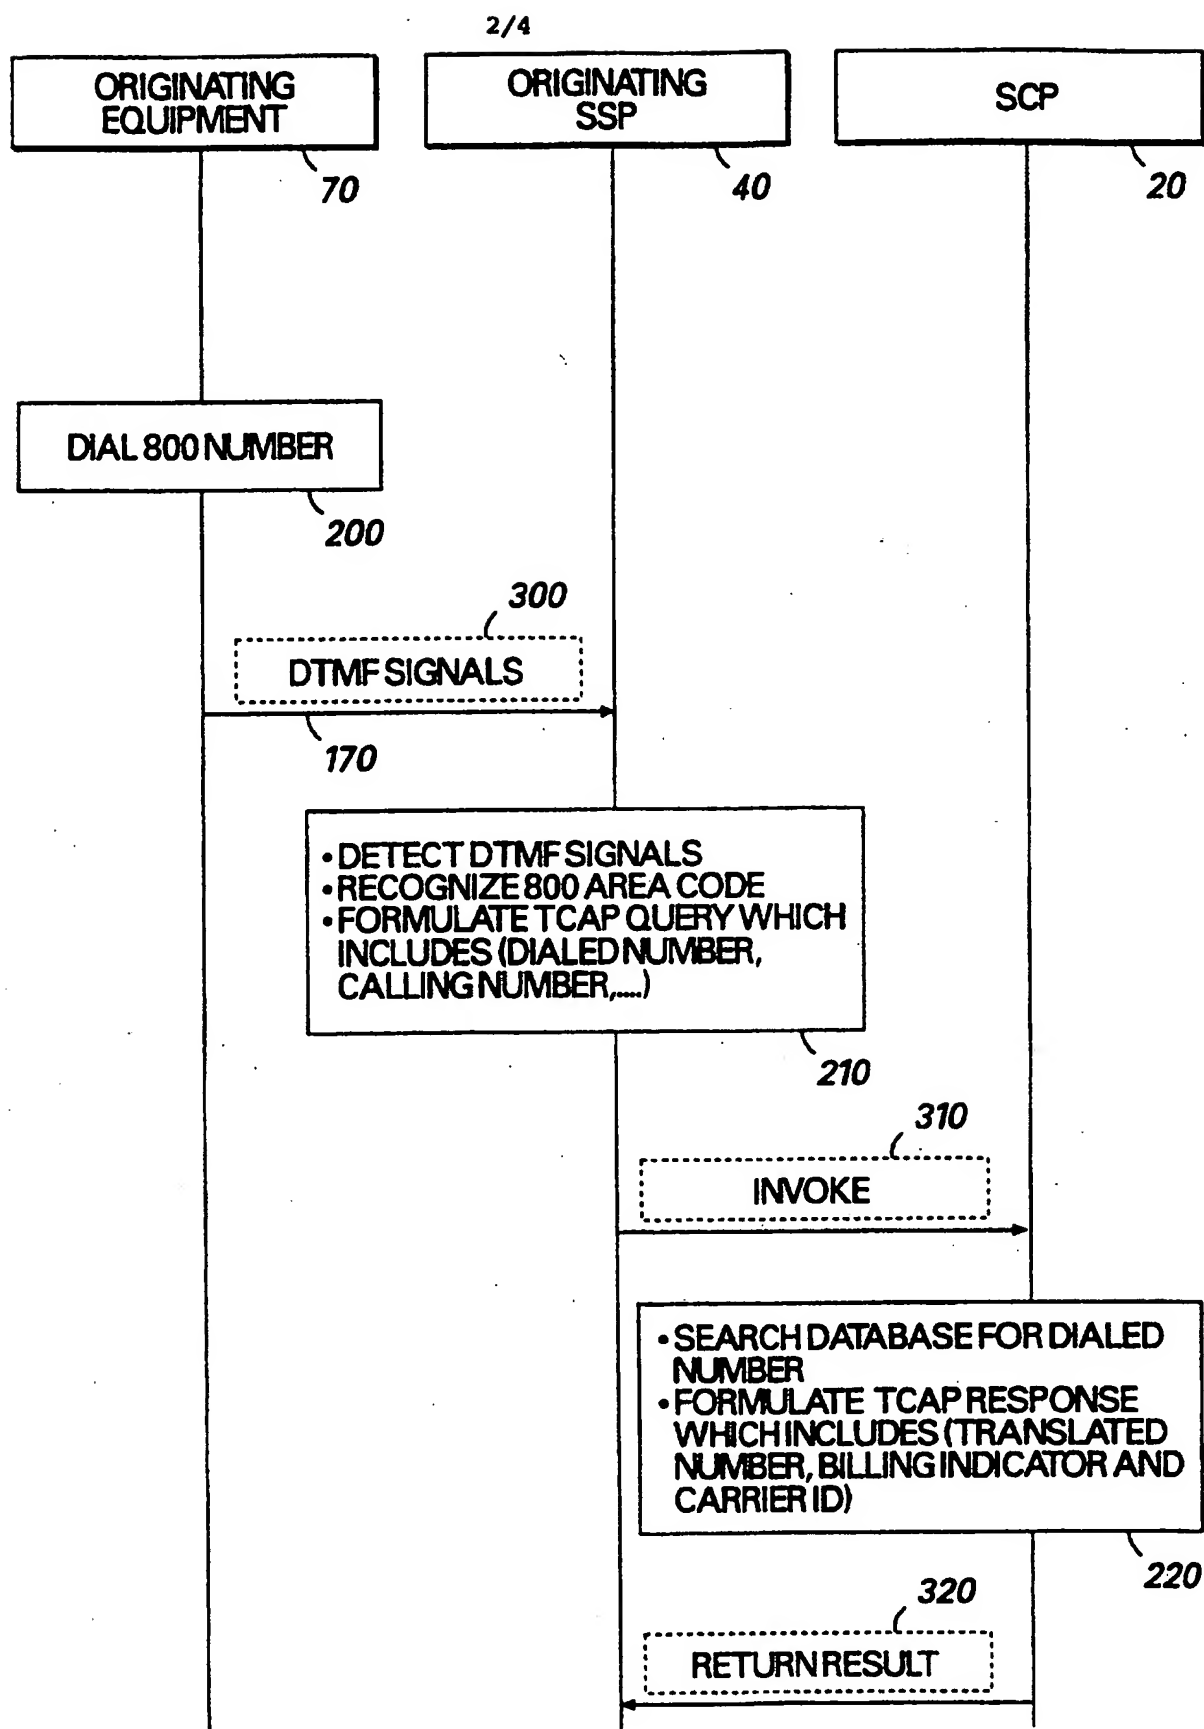 2/4
ORIGINATING
EQUIPMENT
70
ORIGINATING
SSP
40
SCP
20
DIAL 800 NUMBER
200
300
DTMF SIGNALS
170
• DETECT DTMF SIGNALS
• RECOGNIZE 800 AREA CODE
• FORMULATE TCAP QUERY WHICH
INCLUDES (DIALED NUMBER,
CALLING NUMBER,....)
210
310
INVOKE
• SEARCH DATABASE FOR DIALED
NUMBER
• FORMULATE TCAP RESPONSE
WHICH INCLUDES (TRANSLATED
NUMBER, BILLING INDICATOR AND
CARRIER ID)
220
320
RETURN RESULT